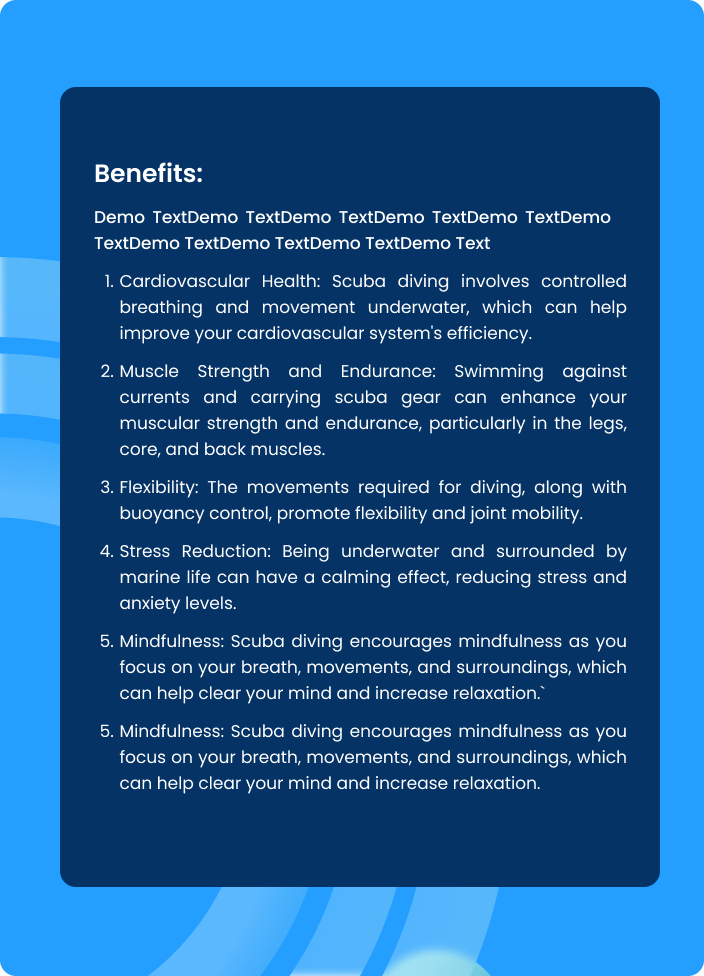 Benefits:
Demo TextDemo TextDemo TextDemo TextDemo TextDemo
TextDemo TextDemo TextDemo TextDemo Text
1. Cardiovascular Health: Scuba diving involves controlled
breathing and movement underwater, which can help
improve your cardiovascular system's efficiency.
2. Muscle Strength and Endurance: Swimming against
currents and carrying scuba gear can enhance your
muscular strength and endurance, particularly in the legs,
core, and back muscles.
3. Flexibility: The movements required for diving, along with
buoyancy control, promote flexibility and joint mobility.
4. Stress Reduction: Being underwater and surrounded by
marine life can have a calming effect, reducing stress and
anxiety levels.
5. Mindfulness: Scuba diving encourages mindfulness as you
focus on your breath, movements, and surroundings, which
can help clear your mind and increase relaxation.`
5. Mindfulness: Scuba diving encourages mindfulness as you
focus on your breath, movements, and surroundings, which
can help clear your mind and increase relaxation.